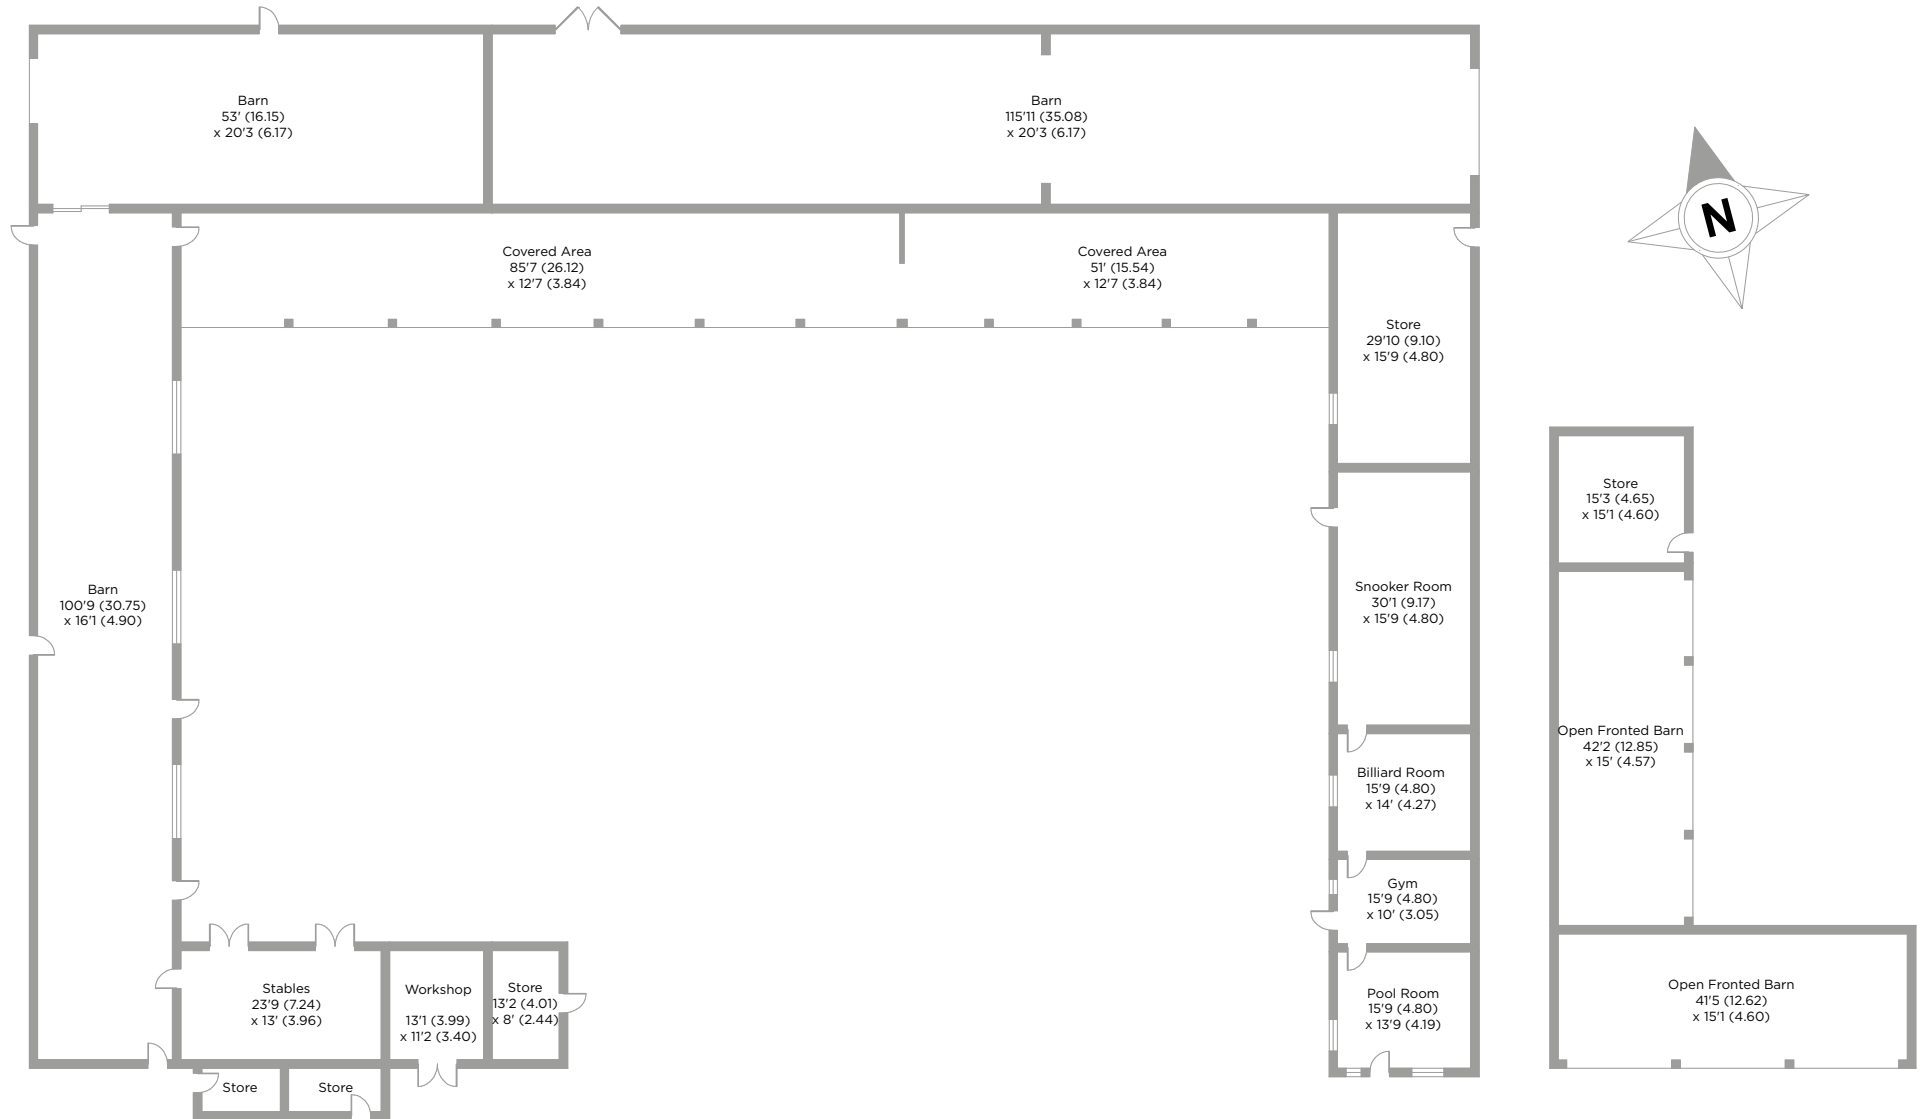 Barn
53' (16.15)
x 20'3 (6.17)
Barn
115'11 (35.08)
x 20'3 (6.17)
N
Covered Area
85'7 (26.12)
x 12'7 (3.84)
Covered Area
51' (15.54)
x 12'7 (3.84)
Store
29'10 (9.10)
x 15'9 (4.80)
Store
15'3 (4.65)
x 15'1 (4.60)
Barn
100'9 (30.75)
x 16'1 (4.90)
Snooker Room
30'1 (9.17)
x 15'9 (4.80)
Open Fronted Barn
42'2 (12.85)
x 15' (4.57)
Billiard Room
15'9 (4.80)
x 14' (4.27)
Gym
15'9 (4.80)
x 10' (3.05)
Stables
23'9 (7.24)
x 13' (3.96)
Workshop
13'1 (3.99)
x 11'2 (3.40)
Store
13'2 (4.01)
x 8' (2.44)
Pool Room
15'9 (4.80)
x 13'9 (4.19)
Open Fronted Barn
41'5 (12.62)
x 15'1 (4.60)
Store
Store